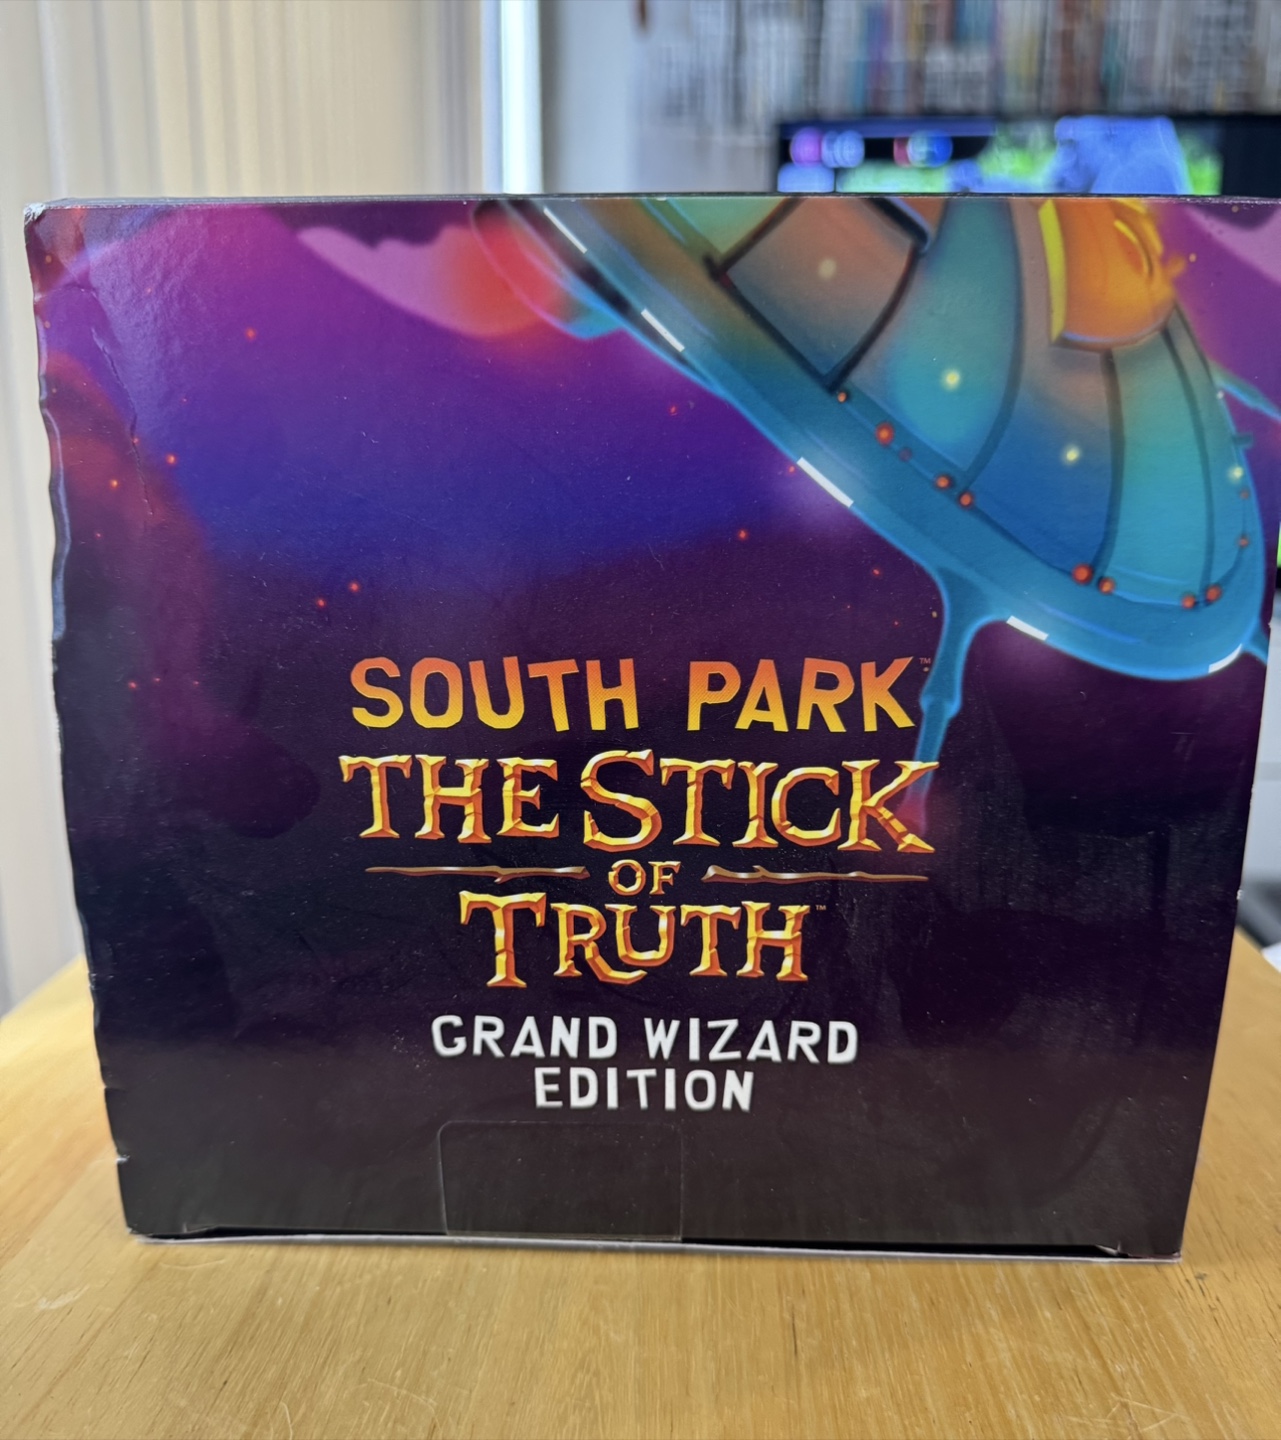 SOUTH PARK™
THE STICK
OF
TRUTH™
GRAND WIZARD
EDITION